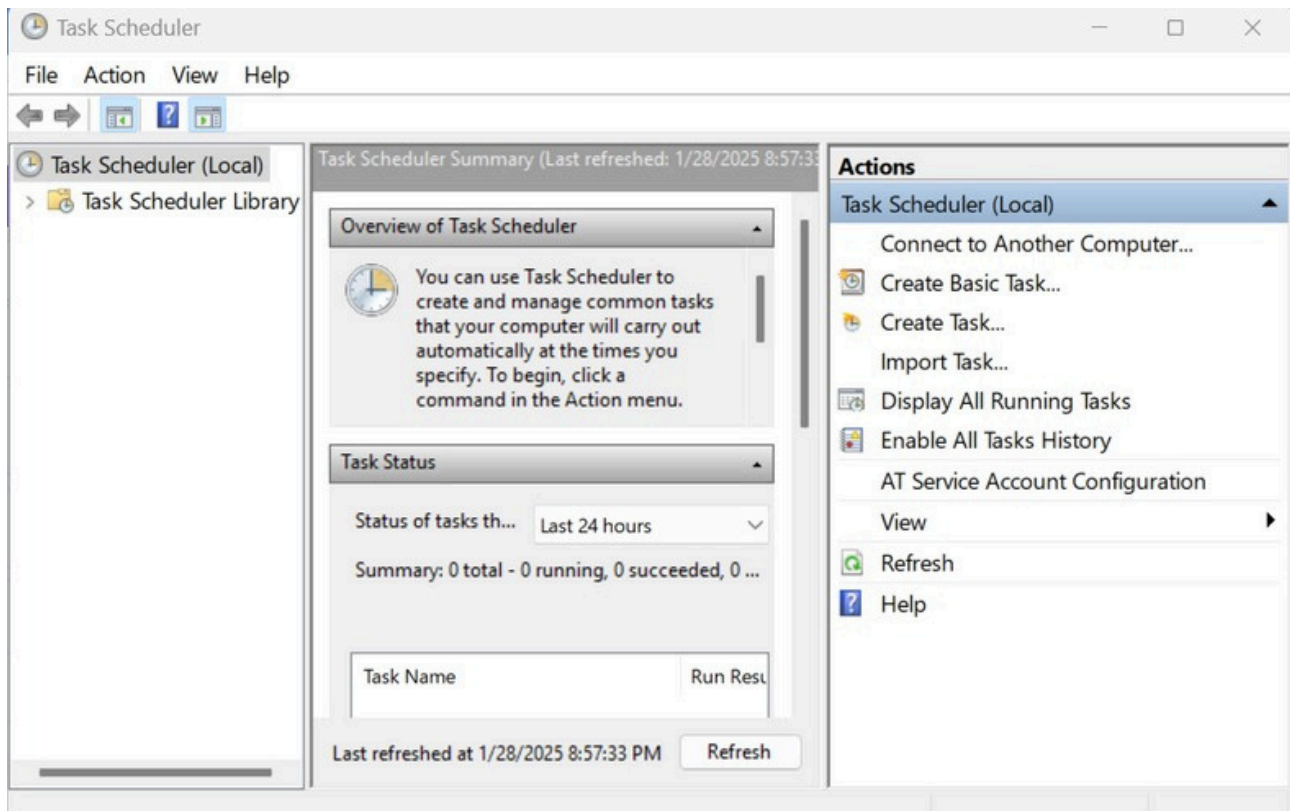 Task Scheduler
File Action View Help
Task Scheduler (Local)
Task Scheduler Library
Task Scheduler Summary (Last refreshed: 1/28/2025 8:57:33
Overview of Task Scheduler
You can use Task Scheduler to
create and manage common tasks
that your computer will carry out
automatically at the times you
specify. To begin, click a
command in the Action menu.
Task Status
Status of tasks th... Last 24 hours
Summary: 0 total - 0 running, 0 succeeded, 0 ...
Task Name Run Resu
Last refreshed at 1/28/2025 8:57:33 PM Refresh
Actions
Task Scheduler (Local)
Connect to Another Computer...
Create Basic Task...
Create Task...
Import Task...
Display All Running Tasks
Enable All Tasks History
AT Service Account Configuration
View
Refresh
Help